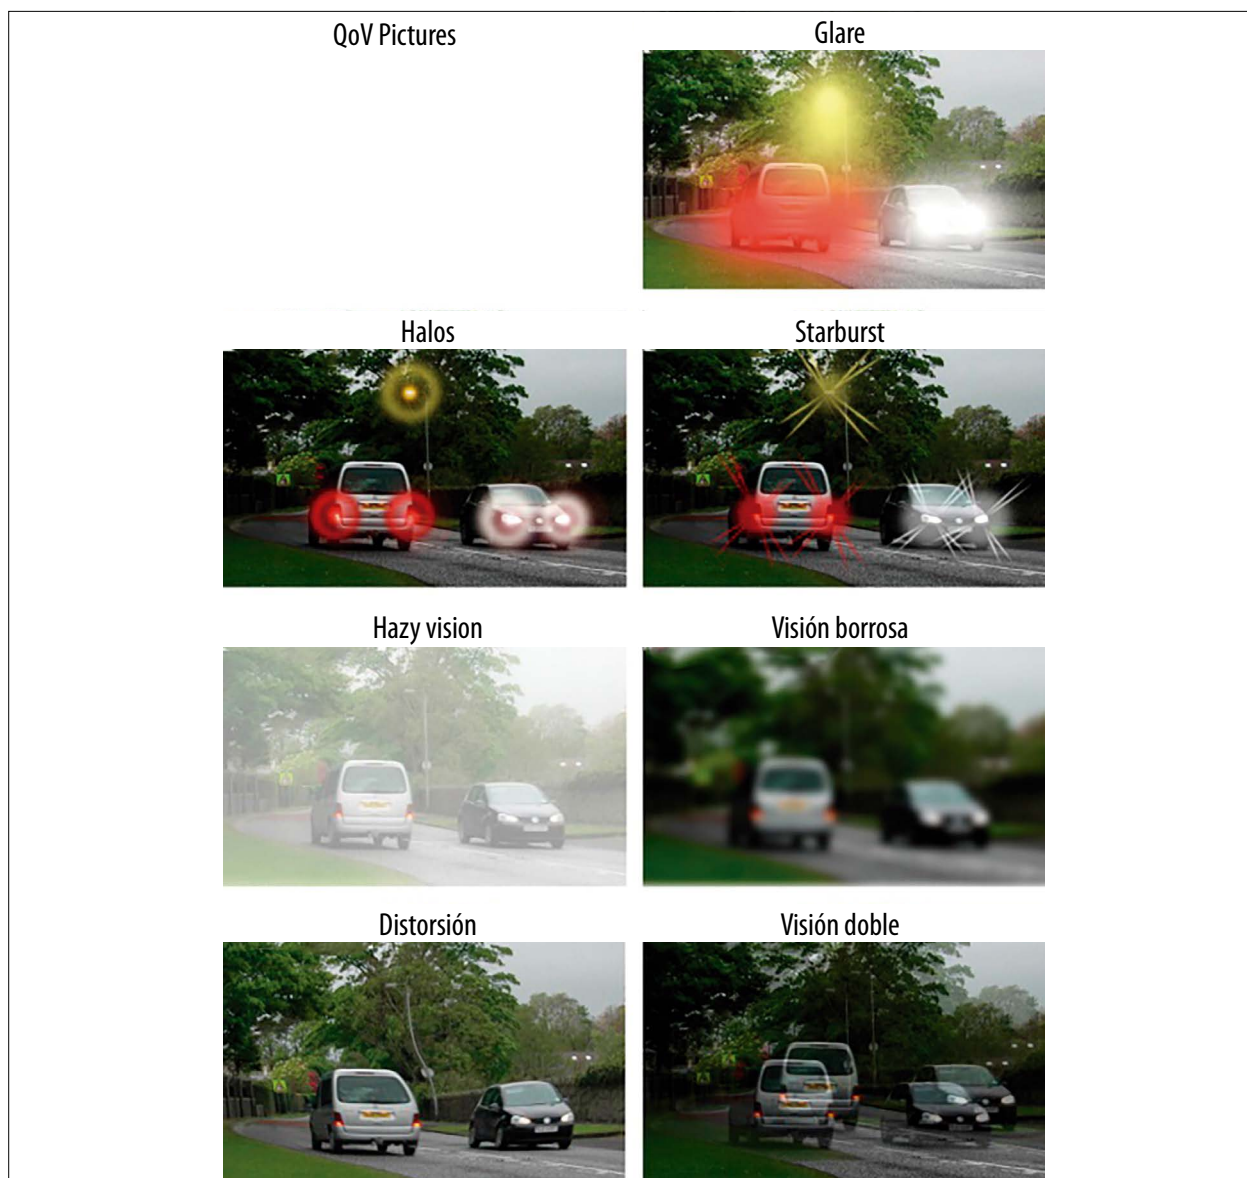 QoV Pictures
Glare
Halos
Starburst
Hazy vision
Visión borrosa
Distorsión
Visión doble